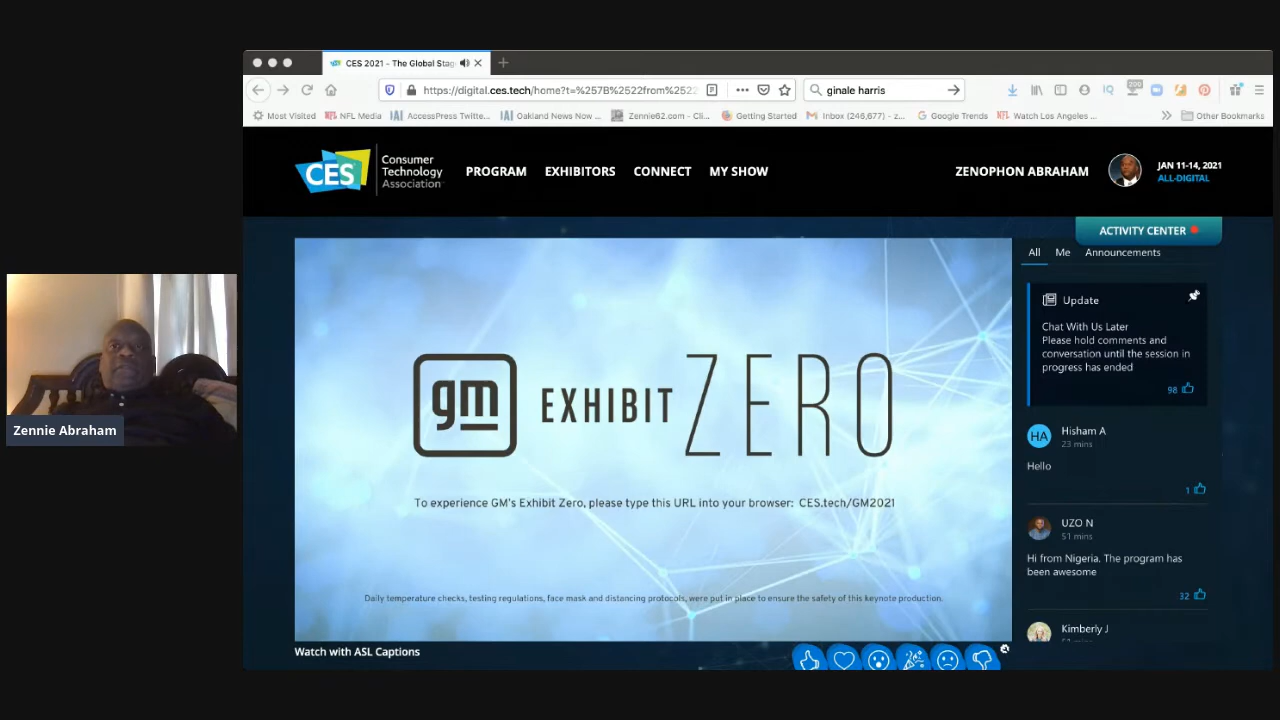 CES 2021 - The Global Stag
https://digital.ces.tech/home?t=%257B%2522from%2522
ginale harris
Most Visited
NFL Media
AccessPress Twitte...
Oakland News Now ...
Zennie62.com - Cli...
Getting Started
Inbox (246,677) - z...
Google Trends
Watch Los Angeles ...
Other Bookmarks
CES
Consumer
Technology
Association
PROGRAM
EXHIBITORS
CONNECT
MY SHOW
ZENOPHON ABRAHAM
JAN 11-14, 2021
ALL-DIGITAL
ACTIVITY CENTER
All Me Announcements
Update
Chat With Us Later
Please hold comments and
conversation until the session in
progress has ended
98
HA
Hisham A
23 mins
Hello
1
UZO N
51 mins
Hi from Nigeria. The program has
been awesome
32
Kimberly J
gm EXHIBIT ZERO
To experience GM's Exhibit Zero, please type this URL into your browser: CES.tech/GM2021
Daily temperature checks, testing regulations, face mask and distancing protocols, were put in place to ensure the safety of this keynote production.
Watch with ASL Captions
Zennie Abraham